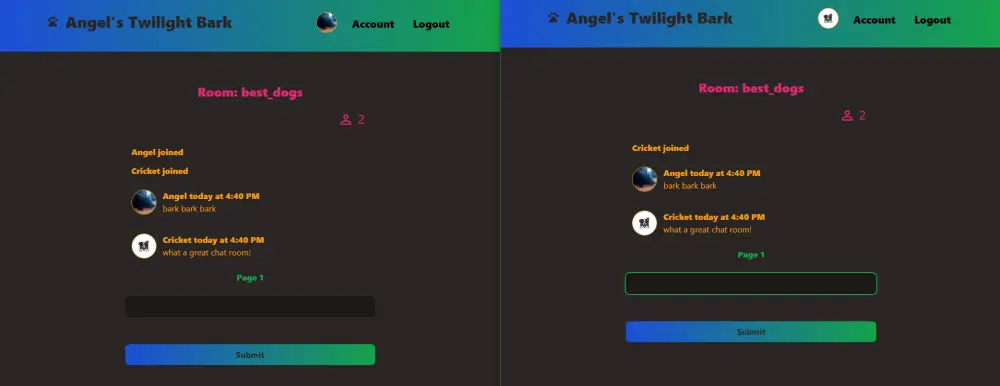 Angel's Twilight Bark
Account
Logout
Room: best_dogs
2
Angel joined
Cricket joined
Angel today at 4:40 PM
bark bark bark
Cricket today at 4:40 PM
what a great chat room!
Page 1
Submit
Angel's Twilight Bark
Account
Logout
Room: best_dogs
2
Cricket joined
Angel today at 4:40 PM
bark bark bark
Cricket today at 4:40 PM
what a great chat room!
Page 1
Submit